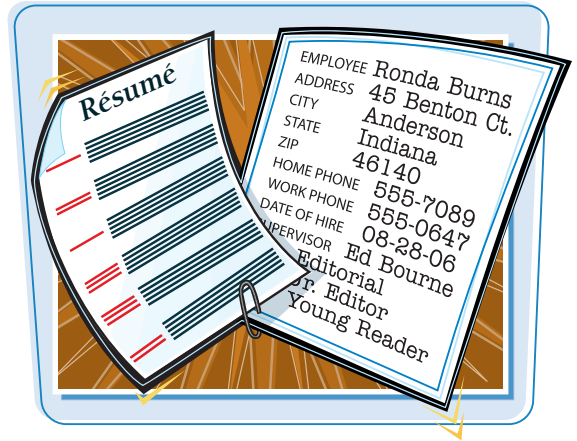 Résumé
EMPLOYEE Ronda Burns
ADDRESS 45 Benton Ct.
CITY Anderson
STATE Indiana
ZIP 46140
HOME PHONE 555-7089
WORK PHONE 555-0647
DATE OF HIRE 08-28-06
UPERVISOR Ed Bourne
Editorial
r. Editor
Young Reader